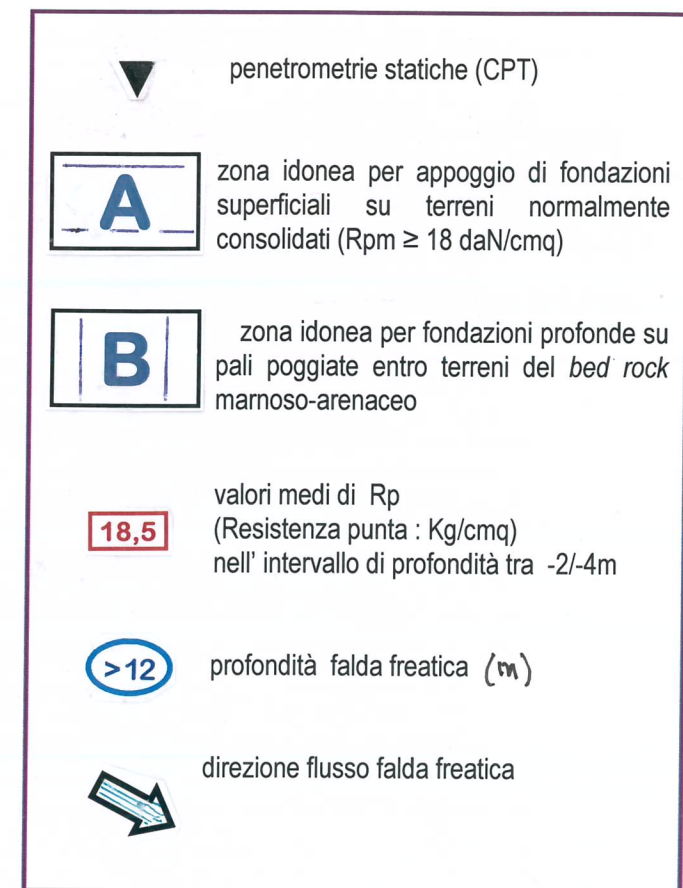 penetrometrie statiche (CPT)
A
zona idonea per appoggio di fondazioni
superficiali su terreni normalmente
consolidati (Rpm ≥ 18 daN/cmq)
B
zona idonea per fondazioni profonde su
pali poggiate entro terreni del bed rock
marnoso-arenaceo
18,5
valori medi di Rp
(Resistenza punta : Kg/cmq)
nell' intervallo di profondità tra -2/-4m
>12
profondità falda freatica (m)
direzione flusso falda freatica